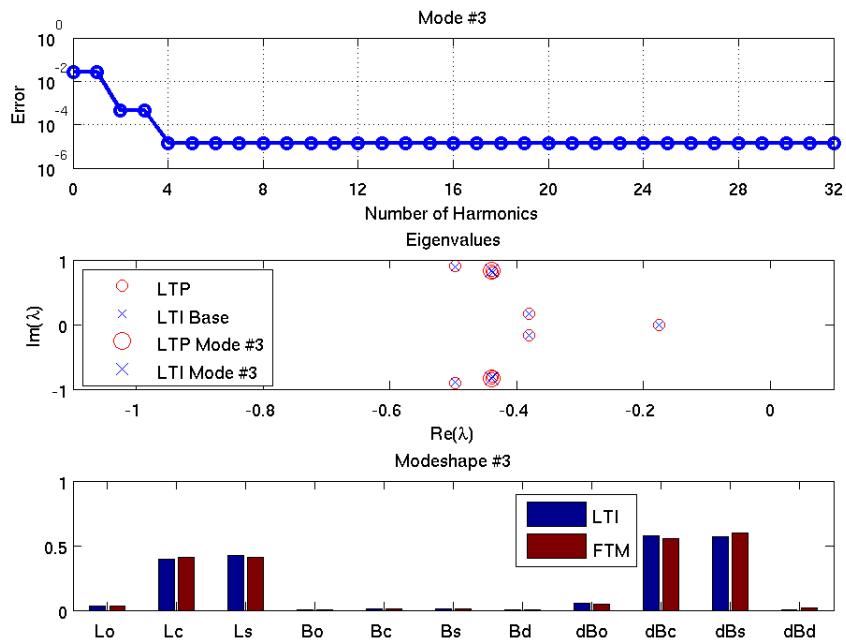 Mode #3
10^0
10^-2
10^-4
10^-6
Error
0 4 8 12 16 20 24 28 32
Number of Harmonics
Eigenvalues
1
0
-1
Im(λ)
LTP
LTI Base
LTP Mode #3
LTI Mode #3
-1 -0.8 -0.6 -0.4 -0.2 0
Re(λ)
Modeshape #3
1
0.5
0
LTI
FTM
Lo Lc Ls Bo Bc Bs Bd dBo dBc dBs dBd